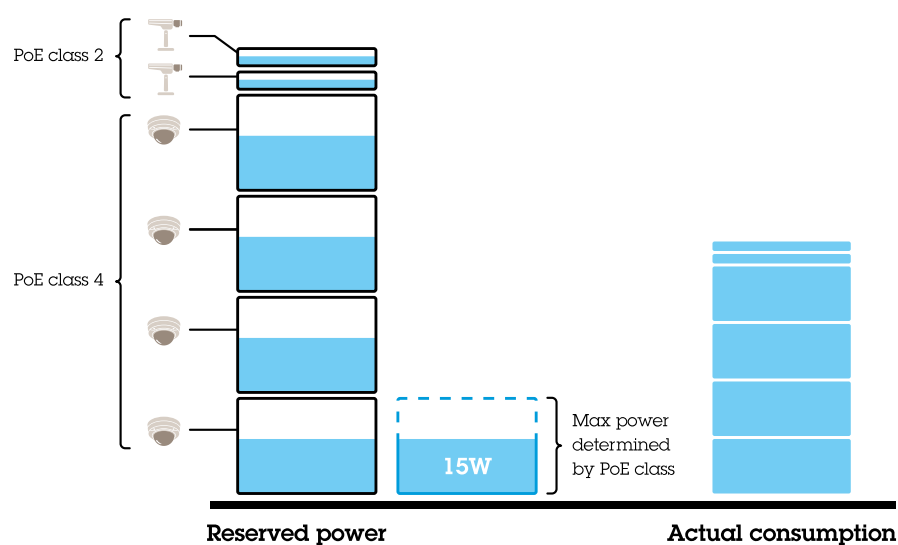 PoE class 2
PoE class 4
15W
Max power
determined
by PoE class
Reserved power
Actual consumption